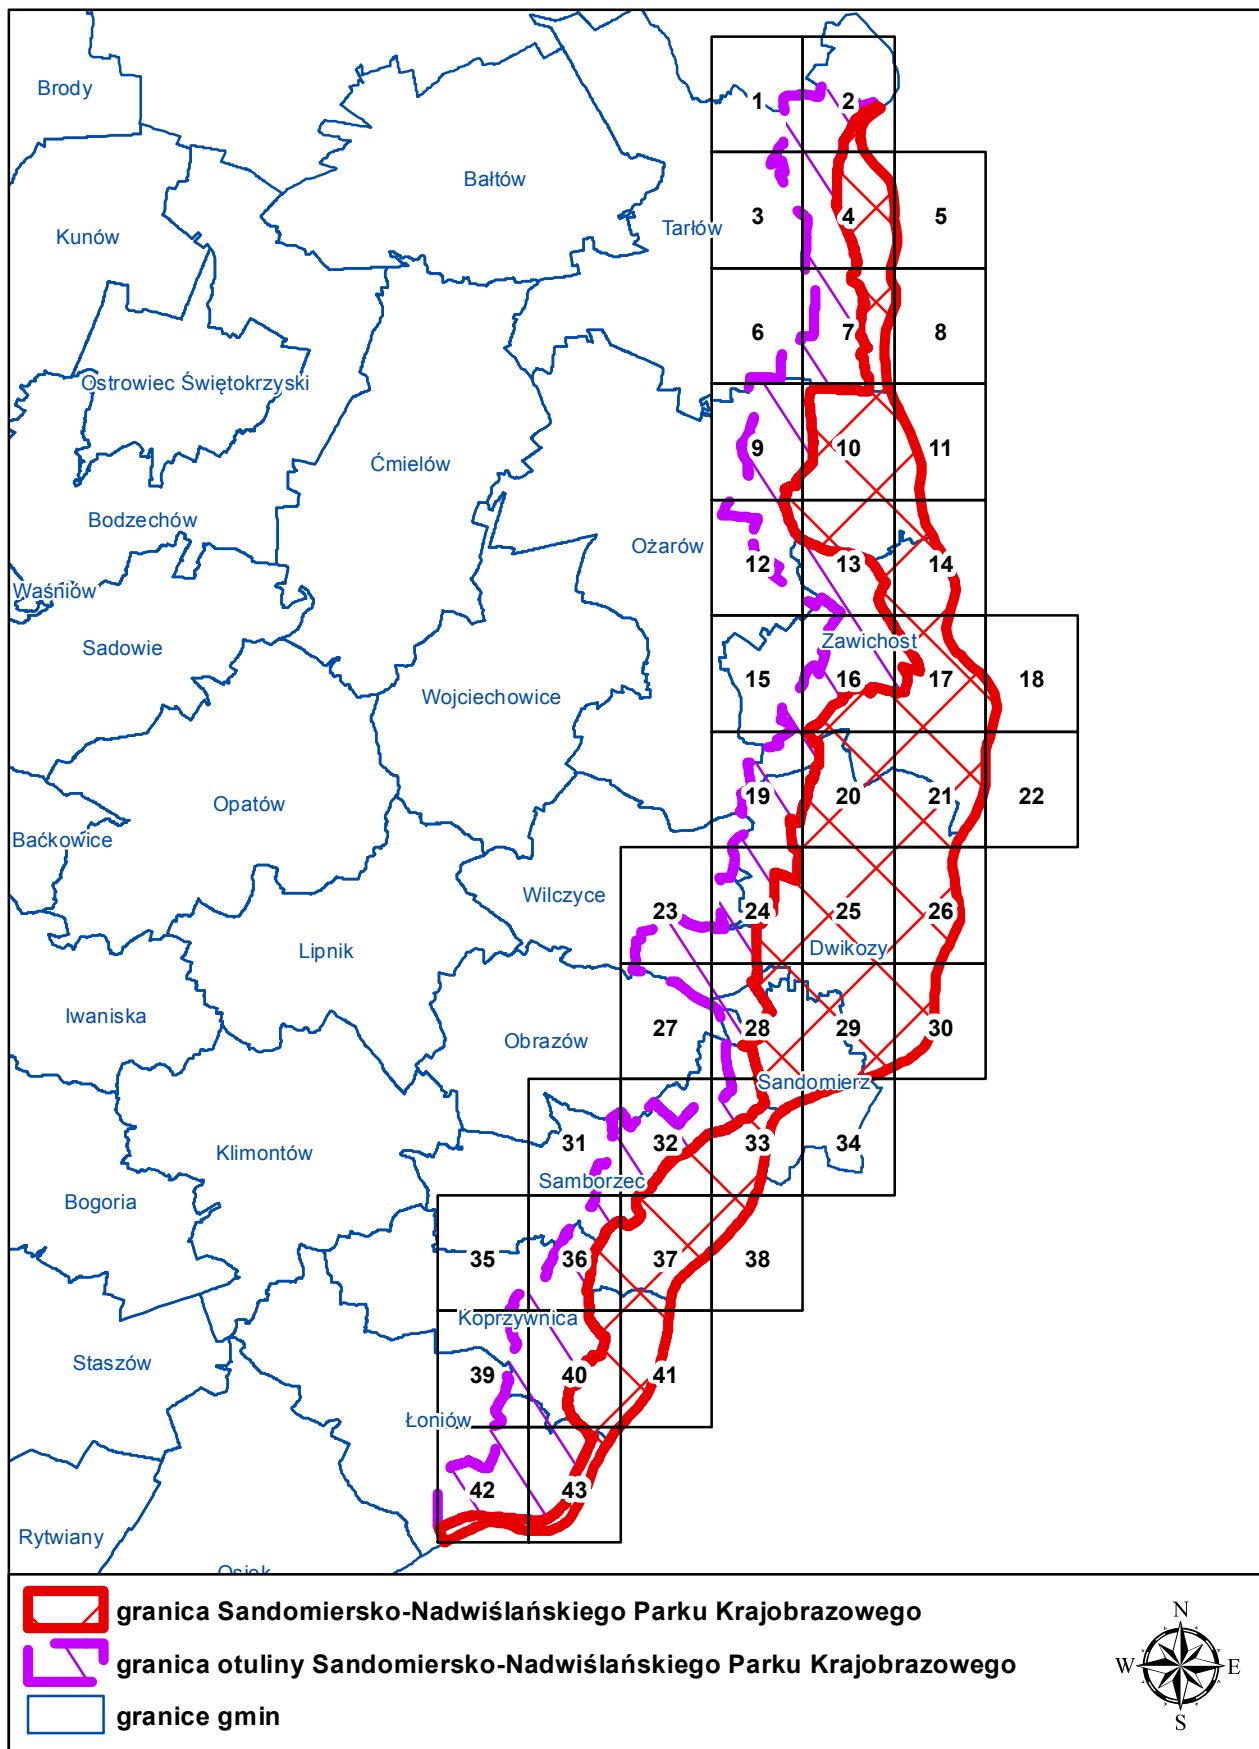 Brody
1
2
Bałtów
Kunów
3
4
5
Tarłów
6
7
8
Ostrowiec Świętokrzyski
9
10
11
Ćmielów
Bodzechów
Ożarów
12
13
14
Waśniów
Sadowie
Zawichost
15
16
17
18
Wojciechowice
Opatów
19
20
21
22
Baćkowice
Wilczyce
23
24
25
26
Lipnik
Dwikozy
Iwaniska
Obrazów
27
28
29
30
Sandomierz
Klimontów
31
32
33
34
Samborzec
Bogoria
35
36
37
38
Koprzywnica
Staszów
39
40
41
Łoniów
42
43
Rytwiany
Osiek
granica Sandomiersko-Nadwiślańskiego Parku Krajobrazowego
granica otuliny Sandomiersko-Nadwiślańskiego Parku Krajobrazowego
granice gmin
N
W
E
S